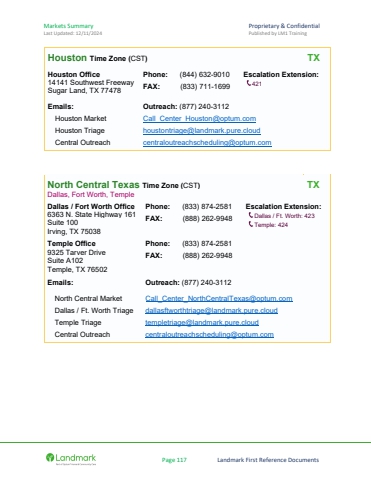 Markets Summary Proprietary & Confidential
Last Updated: 12/11/2024 Published by LMI Training
Houston Time Zone (CST) TX
Houston Office Phone: (844) 632-9010 Escalation Extension:
14141 Southwest Freeway FAX: (833) 711-1699 421
Sugar Land, TX 77478
Emails: Outreach: (877) 240-3112
Houston Market Call_Center_Houston@optum.com
Houston Triage houstontriage@landmark.pure.cloud
Central Outreach centraloutreachscheduling@optum.com
North Central Texas Time Zone (CST) TX
Dallas, Fort Worth, Temple
Dallas / Fort Worth Office Phone: (833) 874-2581 Escalation Extension:
6363 N. State Highway 161 FAX: (888) 262-9948 Dallas / Ft. Worth: 423
Suite 100 Temple: 424
Irving, TX 75038
Temple Office Phone: (833) 874-2581
9325 Tarver Drive FAX: (888) 262-9948
Suite A102
Temple, TX 76502
Emails: Outreach: (877) 240-3112
North Central Market Call_Center_NorthCentralTexas@optum.com
Dallas / Ft. Worth Triage dallasftworthtriage@landmark.pure.cloud
Temple Triage templetriage@landmark.pure.cloud
Central Outreach centraloutreachscheduling@optum.com
Landmark Page 117 Landmark First Reference Documents